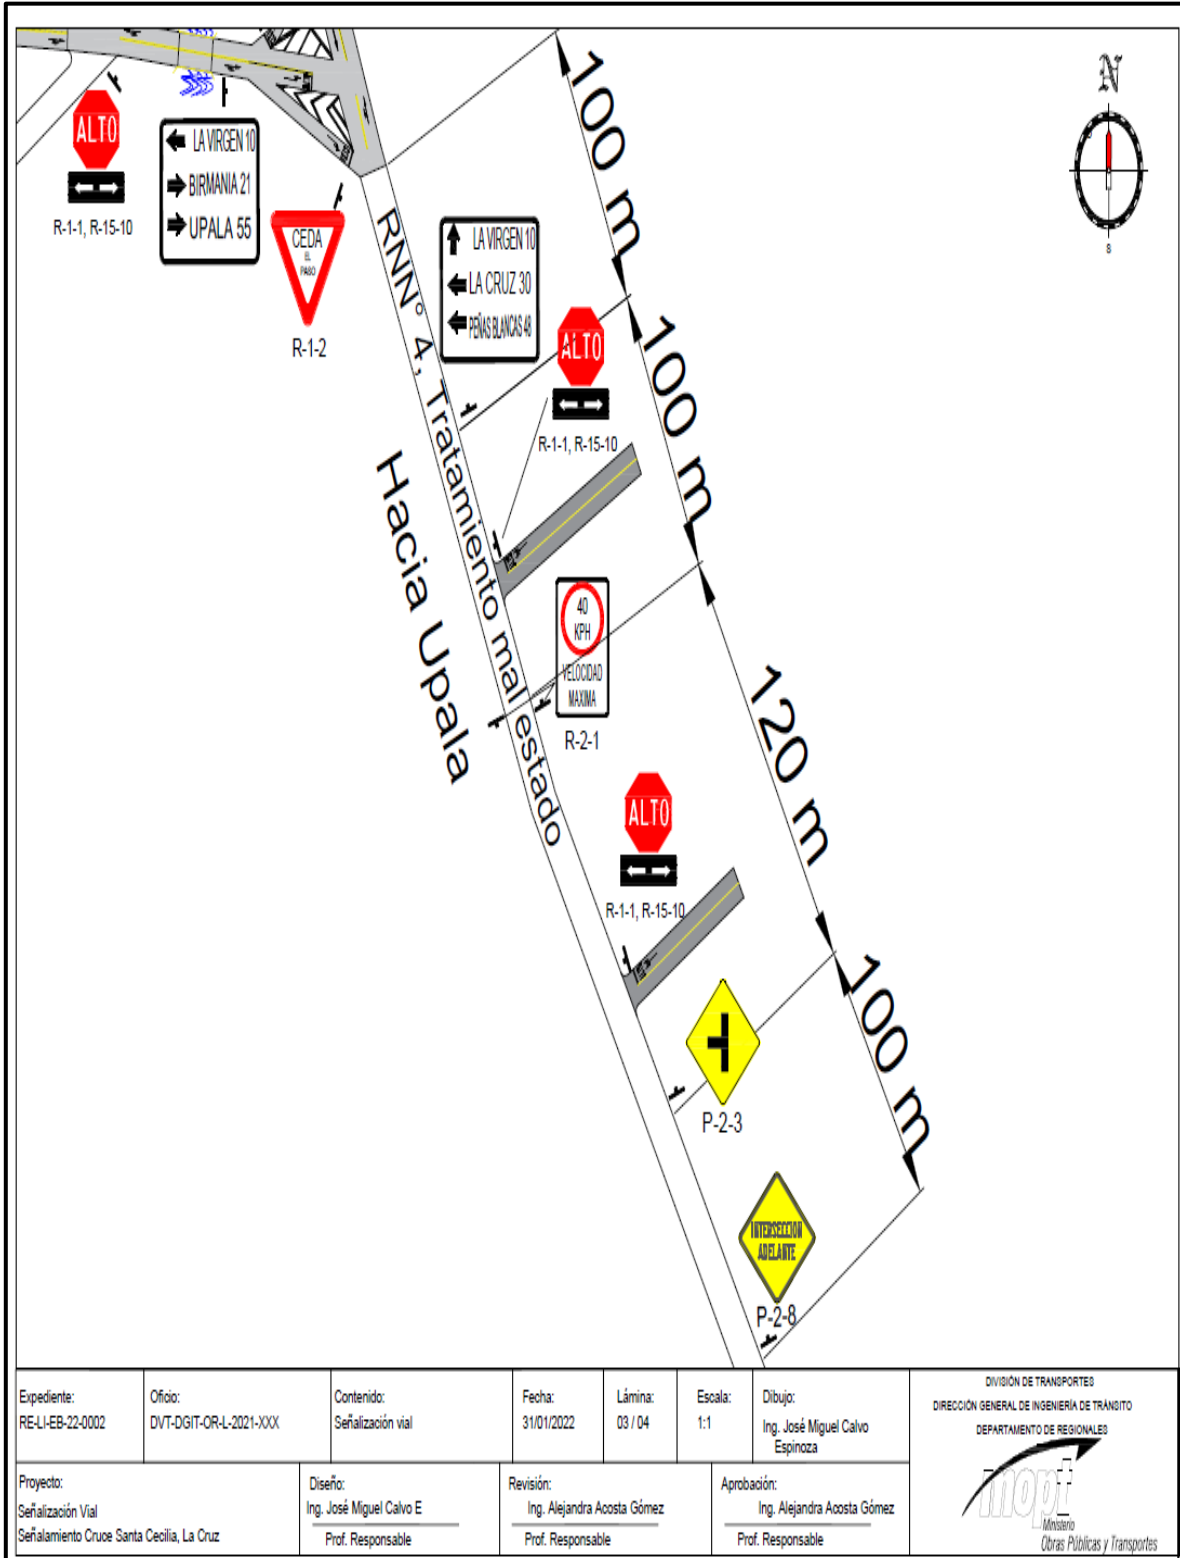 N
S
ALTO
R-1-1, R-15-10
LA VIRGEN 10
BIRMANIA 21
UPALA 55
CEDA
EL
PASO
R-1-2
LA VIRGEN 10
LA CRUZ 30
PEÑAS BLANCAS 48
100 m
RNN° 4, Tratamiento mal estado
Hacia Upala
ALTO
R-1-1, R-15-10
100 m
40
KPH
VELOCIDAD
MAXIMA
R-2-1
120 m
ALTO
R-1-1, R-15-10
100 m
P-2-3
INTERSECCION
ADELANTE
P-2-8
Expediente:
RE-LI-EB-22-0002
Oficio:
DVT-DGIT-OR-L-2021-XXX
Contenido:
Señalización vial
Fecha:
31/01/2022
Lámina:
03 / 04
Escala:
1:1
Dibujo:
Ing. José Miguel Calvo
Espinoza
Proyecto:
Señalización Vial
Señalamiento Cruce Santa Cecilia, La Cruz
Diseño:
Ing. José Miguel Calvo E
Prof. Responsable
Revisión:
Ing. Alejandra Acosta Gómez
Prof. Responsable
Aprobación:
Ing. Alejandra Acosta Gómez
Prof. Responsable
DIVISIÓN DE TRANSPORTES
DIRECCIÓN GENERAL DE INGENIERÍA DE TRÁNSITO
DEPARTAMENTO DE REGIONALES
mopt
Ministerio
Obras Públicas y Transportes